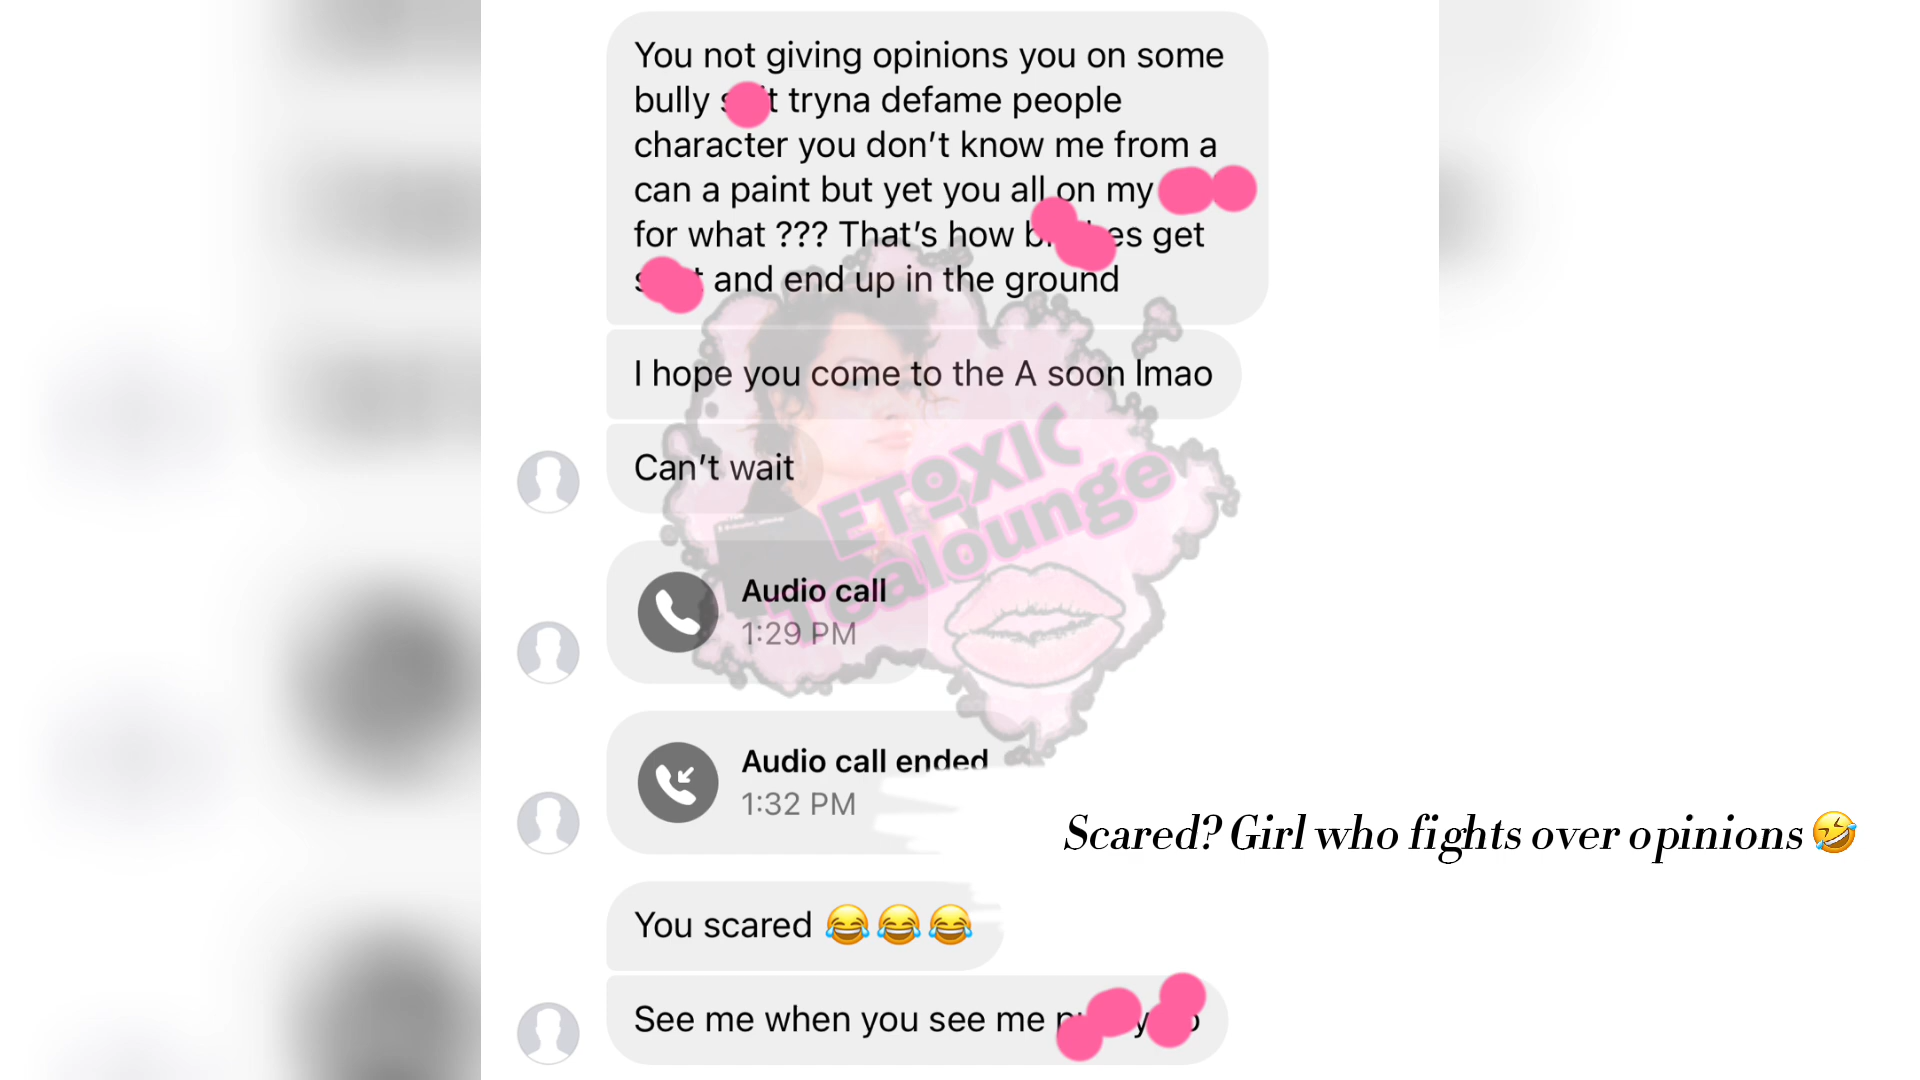 You not giving opinions you on some
bully s t tryna defame people
character you don't know me from a
can a paint but yet you all on my
for what ??? That's how b es get
s t and end up in the ground
I hope you come to the A soon lmao
Can't wait
ETOXIC
Tealounge
Audio call
1:29 PM
Audio call ended
1:32 PM
Scared? Girl who fights over opinions 🤣
You scared 😂😂😂
See me when you see me